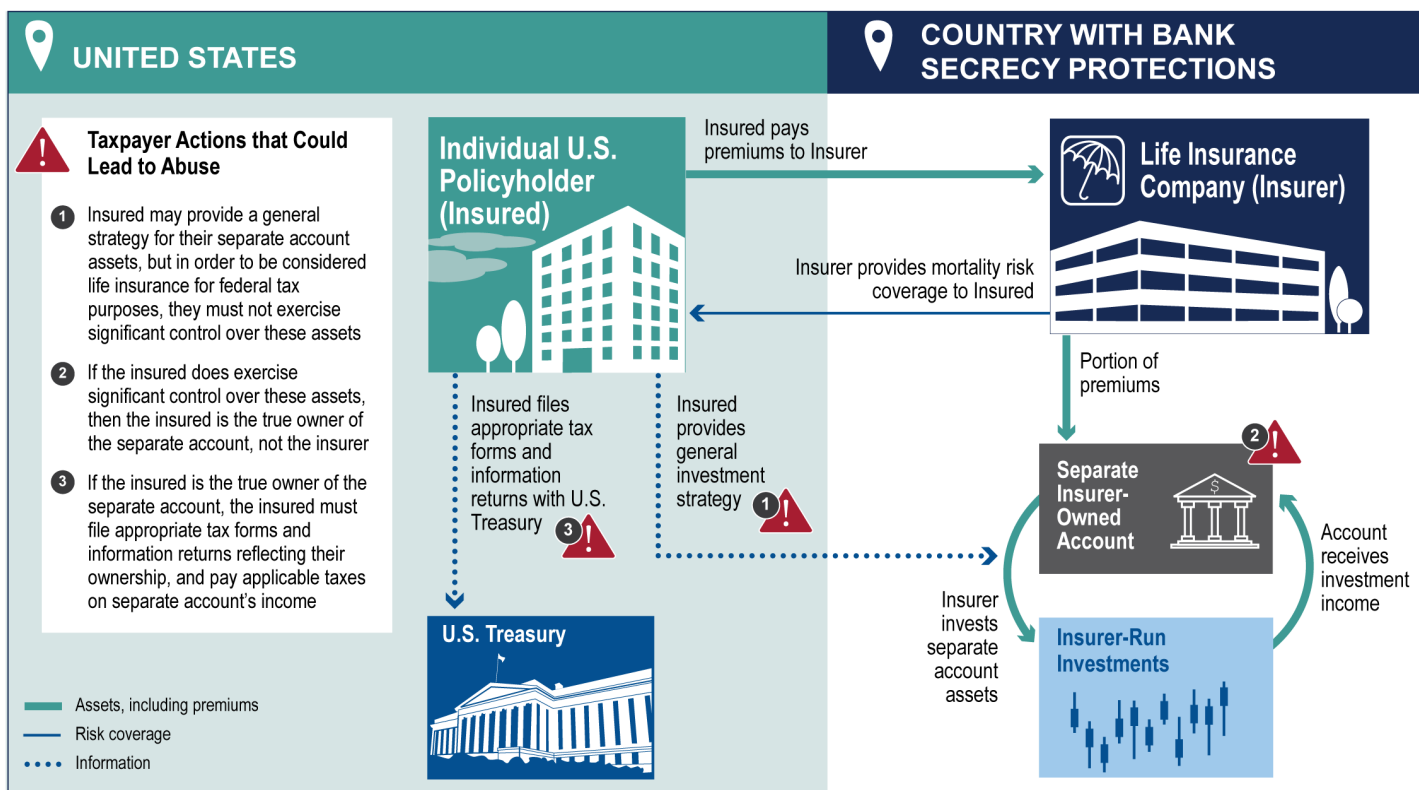 UNITED STATES
COUNTRY WITH BANK
SECRECY PROTECTIONS
Taxpayer Actions that Could
Lead to Abuse
1 Insured may provide a general
strategy for their separate account
assets, but in order to be considered
life insurance for federal tax
purposes, they must not exercise
significant control over these assets
2 If the insured does exercise
significant control over these assets,
then the insured is the true owner of
the separate account, not the insurer
3 If the insured is the true owner of the
separate account, the insured must
file appropriate tax forms and
information returns reflecting their
ownership, and pay applicable taxes
on separate account's income
Assets, including premiums
Risk coverage
Information
Individual U.S.
Policyholder
(Insured)
Insured pays
premiums to Insurer
Life Insurance
Company (Insurer)
Insurer provides mortality risk
coverage to Insured
Insured files
appropriate tax
forms and
information
returns with U.S.
Treasury
3 !
Insured
provides
general
investment
strategy
1 !
U.S. Treasury
Portion of
premiums
2 !
Separate
Insurer-
Owned
Account
$
Insurer
invests
separate
account
assets
Account
receives
investment
income
Insurer-Run
Investments